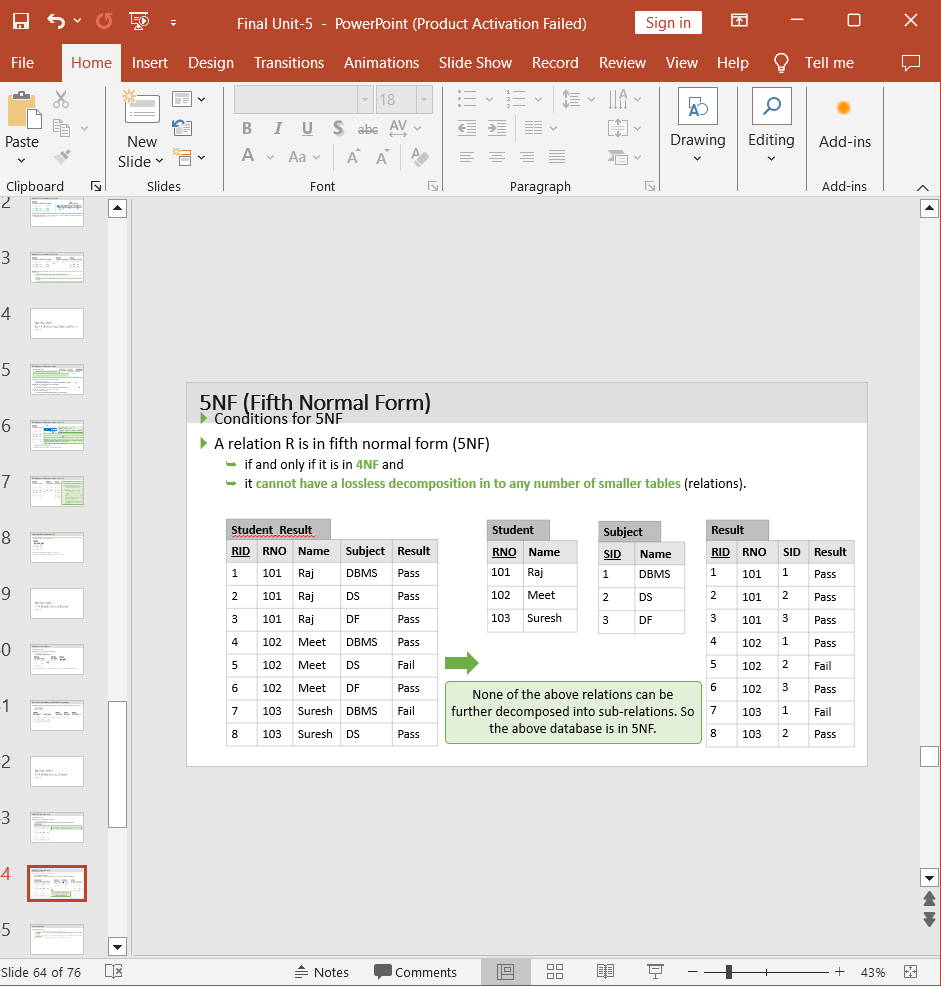 Final Unit-5 - PowerPoint (Product Activation Failed)
Sign in
File Home Insert Design Transitions Animations Slide Show Record Review View Help Tell me
Paste
New Slide
18
B I U S abc AV
A Aa A A A
Drawing
Editing
Add-ins
Clipboard Slides Font Paragraph Add-ins
2
3
4
5
6
7
8
9
0
1
2
3
4
5
5NF (Fifth Normal Form)
Conditions for 5NF
A relation R is in fifth normal form (5NF)
if and only if it is in 4NF and
it cannot have a lossless decomposition in to any number of smaller tables (relations).
Student_Result
RID RNO Name Subject Result
1 101 Raj DBMS Pass
2 101 Raj DS Pass
3 101 Raj DF Pass
4 102 Meet DBMS Pass
5 102 Meet DS Fail
6 102 Meet DF Pass
7 103 Suresh DBMS Fail
8 103 Suresh DS Pass
Student
RNO Name
101 Raj
102 Meet
103 Suresh
Subject
SID Name
1 DBMS
2 DS
3 DF
Result
RID RNO SID Result
1 101 1 Pass
2 101 2 Pass
3 101 3 Pass
4 102 1 Pass
5 102 2 Fail
6 102 3 Pass
7 103 1 Fail
8 103 2 Pass
None of the above relations can be
further decomposed into sub-relations. So
the above database is in 5NF.
Slide 64 of 76
Notes
Comments
43%